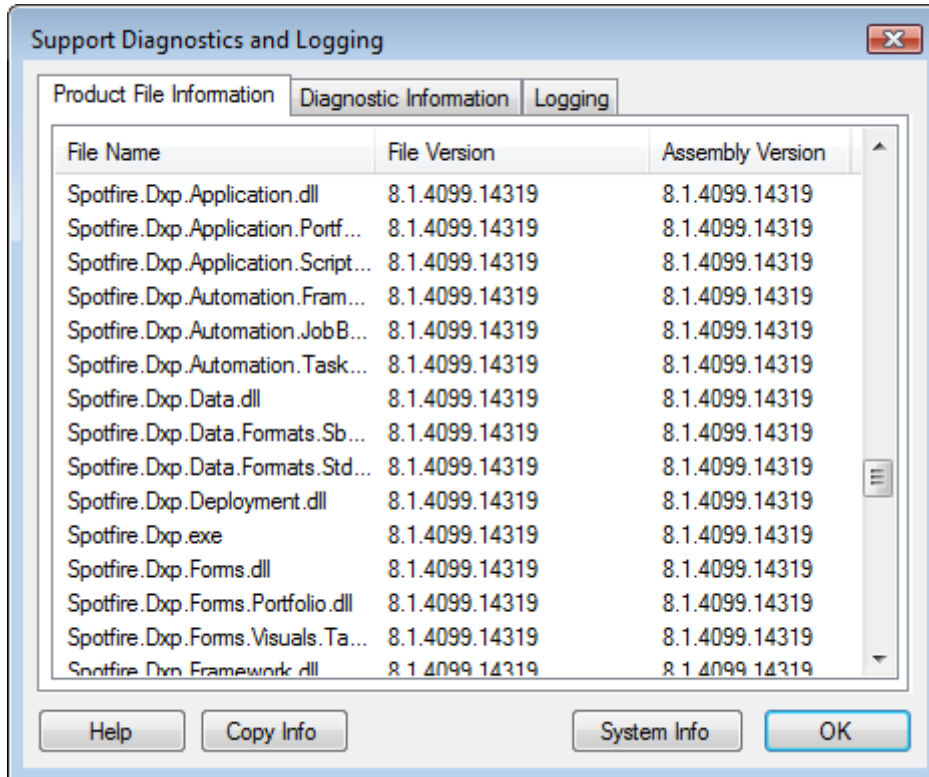 Support Diagnostics and Logging
Product File Information Diagnostic Information Logging
File Name File Version Assembly Version
Spotfire.Dxp.Application.dll 8.1.4099.14319 8.1.4099.14319
Spotfire.Dxp.Application.Portf... 8.1.4099.14319 8.1.4099.14319
Spotfire.Dxp.Application.Script... 8.1.4099.14319 8.1.4099.14319
Spotfire.Dxp.Automation.Fram... 8.1.4099.14319 8.1.4099.14319
Spotfire.Dxp.Automation.JobB... 8.1.4099.14319 8.1.4099.14319
Spotfire.Dxp.Automation.Task... 8.1.4099.14319 8.1.4099.14319
Spotfire.Dxp.Data.dll 8.1.4099.14319 8.1.4099.14319
Spotfire.Dxp.Data.Formats.Sb... 8.1.4099.14319 8.1.4099.14319
Spotfire.Dxp.Data.Formats.Std... 8.1.4099.14319 8.1.4099.14319
Spotfire.Dxp.Deployment.dll 8.1.4099.14319 8.1.4099.14319
Spotfire.Dxp.exe 8.1.4099.14319 8.1.4099.14319
Spotfire.Dxp.Forms.dll 8.1.4099.14319 8.1.4099.14319
Spotfire.Dxp.Forms.Portfolio.dll 8.1.4099.14319 8.1.4099.14319
Spotfire.Dxp.Forms.Visuals.Ta... 8.1.4099.14319 8.1.4099.14319
Spotfire.Dxp.Framework.dll 8.1.4099.14319 8.1.4099.14319
Help Copy Info System Info OK